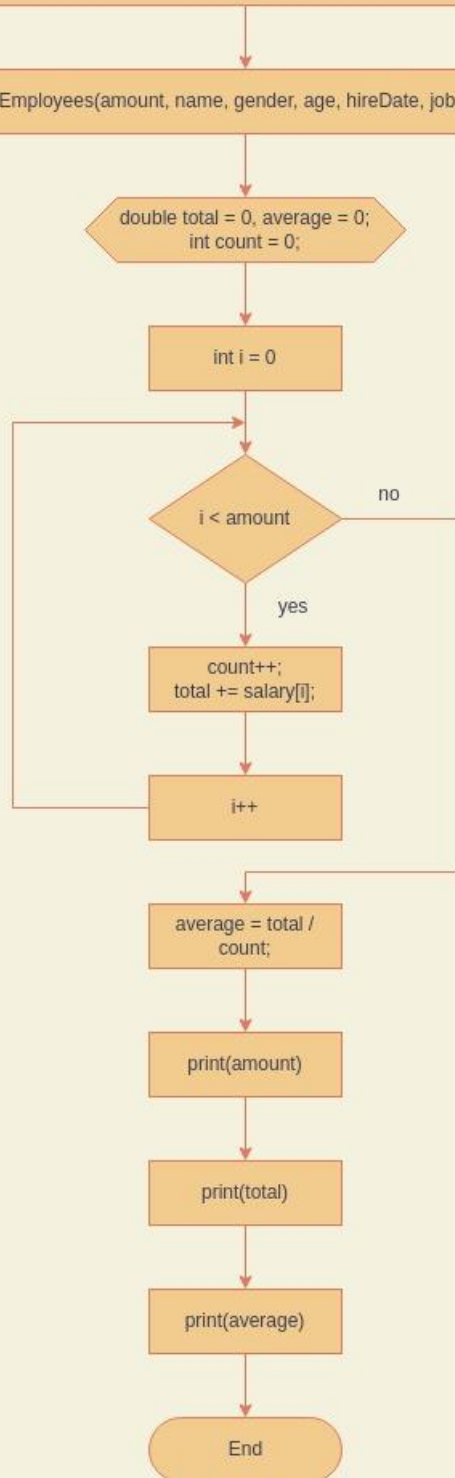 Employees(amount, name, gender, age, hireDate, job
double total = 0, average = 0;
int count = 0;
int i = 0
i < amount
no
yes
count++;
total += salary[i];
i++
average = total /
count;
print(amount)
print(total)
print(average)
End